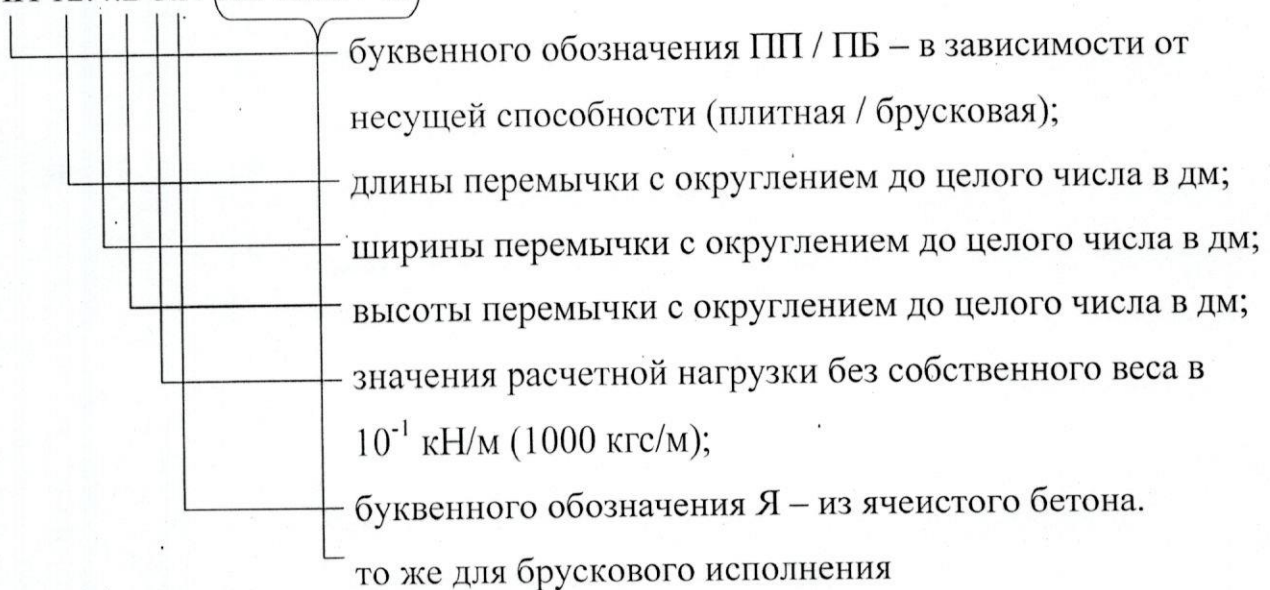 буквенного обозначения ПП / ПБ – в зависимости от
несущей способности (плитная / брусковая);
длины перемычки с округлением до целого числа в дм;
ширины перемычки с округлением до целого числа в дм;
высоты перемычки с округлением до целого числа в дм;
значения расчетной нагрузки без собственного веса в
10⁻¹ кН/м (1000 кгс/м);
буквенного обозначения Я – из ячеистого бетона.
то же для брускового исполнения